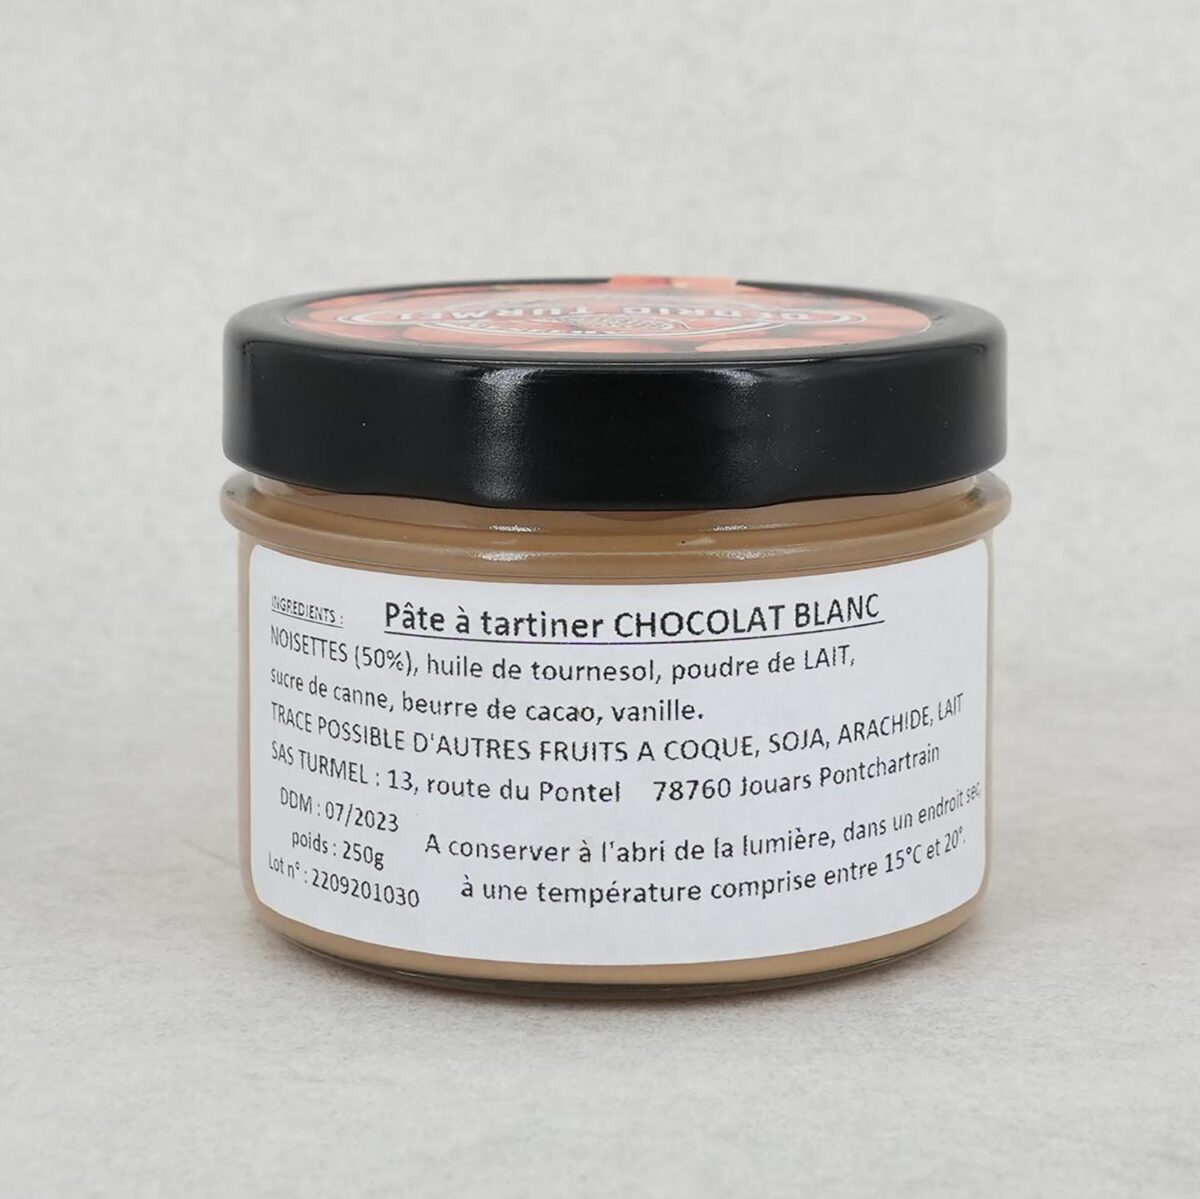 CEDRIC TURMEL
INGREDIENTS : Pâte à tartiner CHOCOLAT BLANC
NOISETTES (50%), huile de tournesol, poudre de LAIT,
sucre de canne, beurre de cacao, vanille.
TRACE POSSIBLE D'AUTRES FRUITS A COQUE, SOJA, ARACHIDE, LAIT
SAS TURMEL : 13, route du Pontel 78760 Jouars Pontchartrain
DDM : 07/2023
poids : 250g
Lot n° : 2209201030
A conserver à l'abri de la lumière, dans un endroit sec,
à une température comprise entre 15°C et 20°.